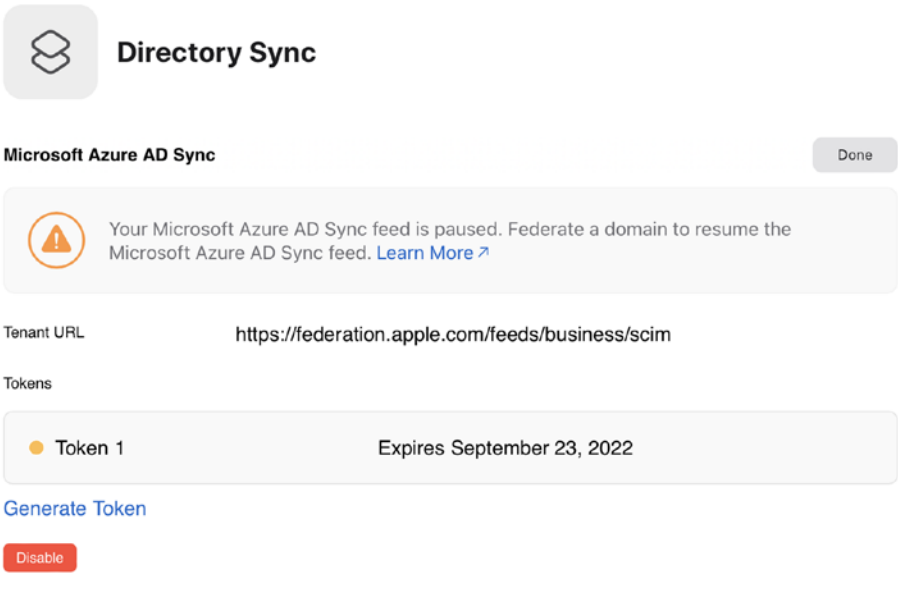 Directory Sync
Microsoft Azure AD Sync
Done
Your Microsoft Azure AD Sync feed is paused. Federate a domain to resume the
Microsoft Azure AD Sync feed. Learn More ↗
Tenant URL https://federation.apple.com/feeds/business/scim
Tokens
Token 1 Expires September 23, 2022
Generate Token
Disable